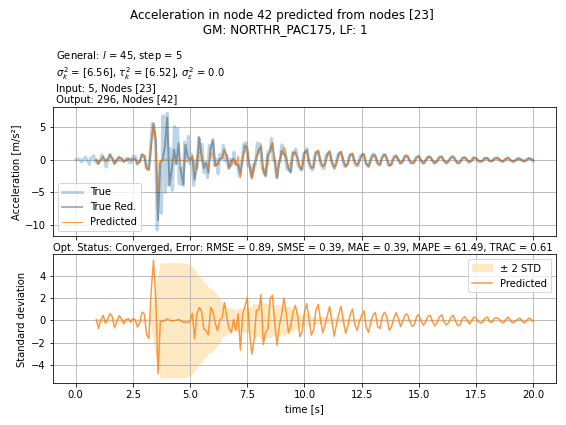 Acceleration in node 42 predicted from nodes [23]
GM: NORTHR_PAC175, LF: 1
General: l = 45, step = 5
σ²ₖ = [6.56], τ²ₖ = [6.52], σ²ₑ = 0.0
Input: 5, Nodes [23]
Output: 296, Nodes [42]
Acceleration [m/s²]
5
0
−5
−10
True
True Red.
Predicted
Opt. Status: Converged, Error: RMSE = 0.89, SMSE = 0.39, MAE = 0.39, MAPE = 61.49, TRAC = 0.61
Standard deviation
4
2
0
−2
−4
± 2 STD
Predicted
0.0 2.5 5.0 7.5 10.0 12.5 15.0 17.5 20.0
time [s]